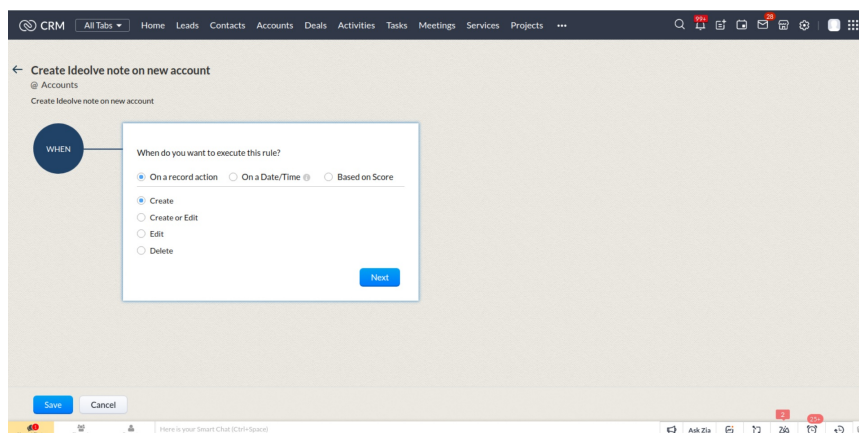 CRM All Tabs Home Leads Contacts Accounts Deals Activities Tasks Meetings Services Projects ••• 99+ 28
Create Ideolve note on new account
@ Accounts
Create Ideolve note on new account
WHEN
When do you want to execute this rule?
On a record action On a Date/Time Based on Score
Create
Create or Edit
Edit
Delete
Next
Save Cancel
2 25+
Here is your Smart Chat (Ctrl+Space) Ask Zia